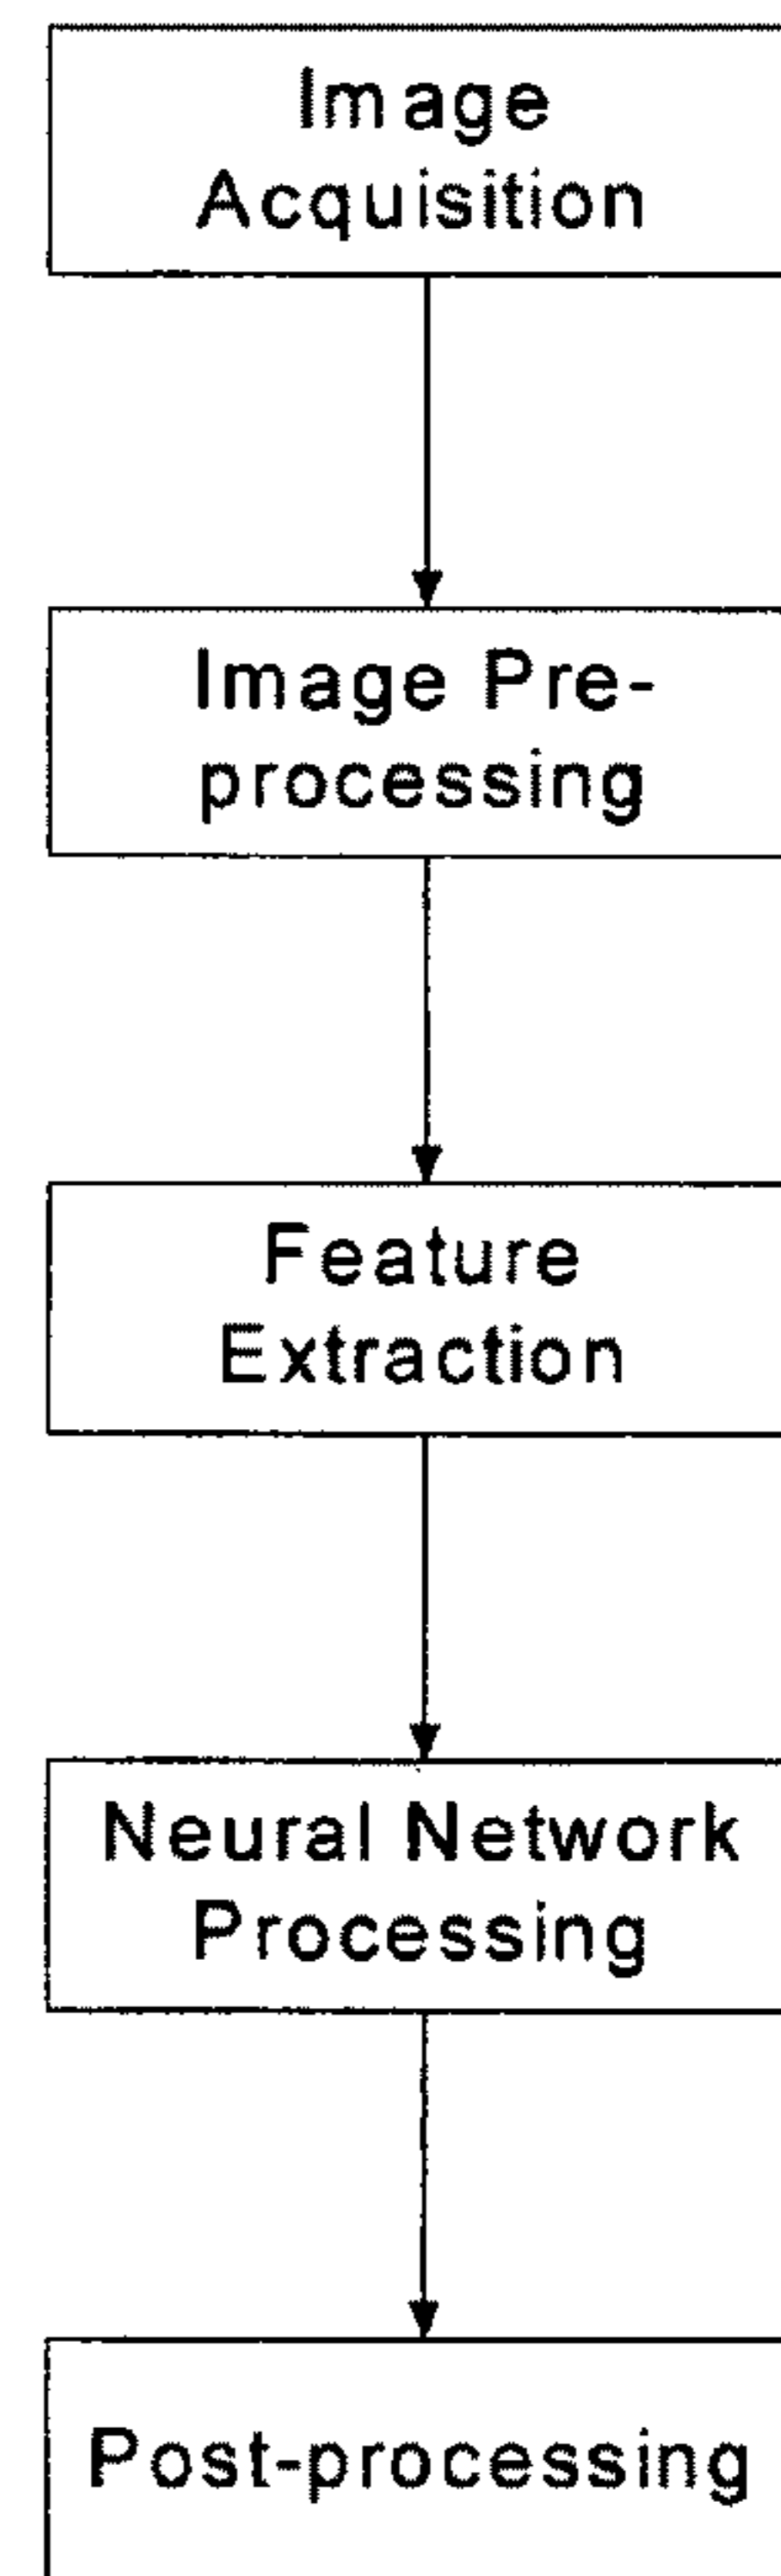 Image
Acquisition
Image Pre-
processing
Feature
Extraction
Neural Network
Processing
Post-processing